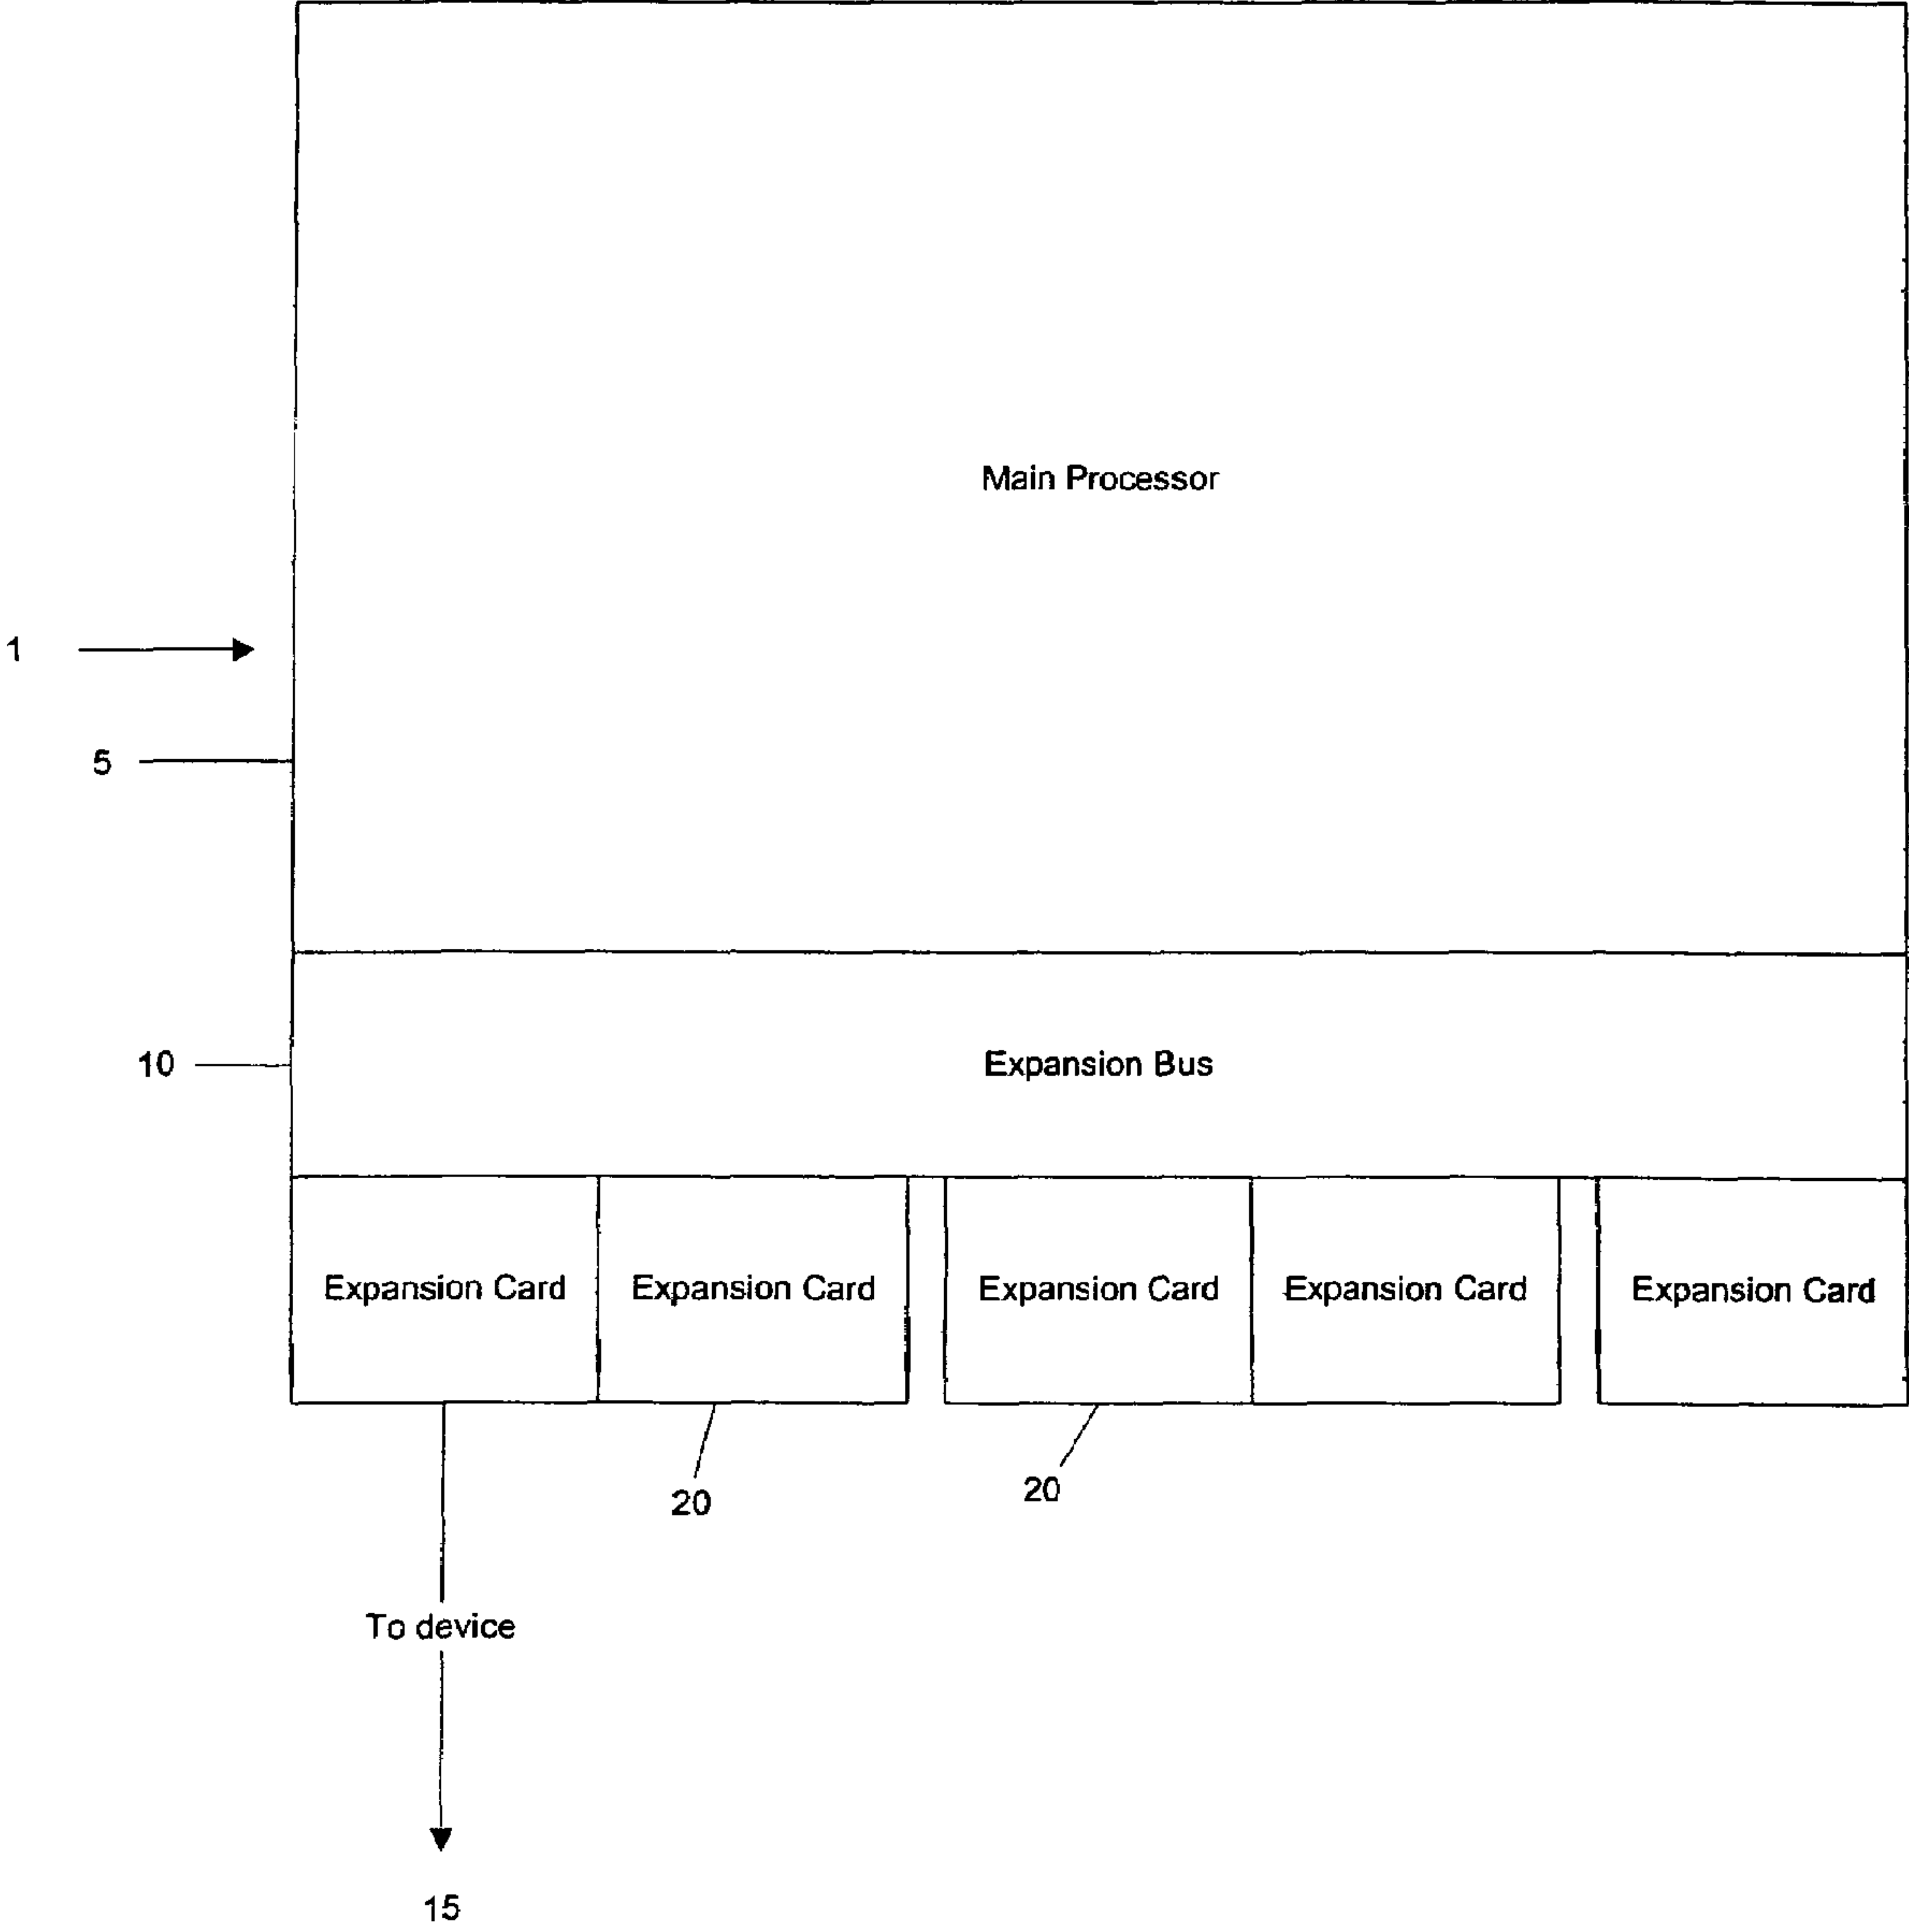 Main Processor
1
5
10
Expansion Bus
Expansion Card
Expansion Card
Expansion Card
Expansion Card
Expansion Card
20
20
To device
15